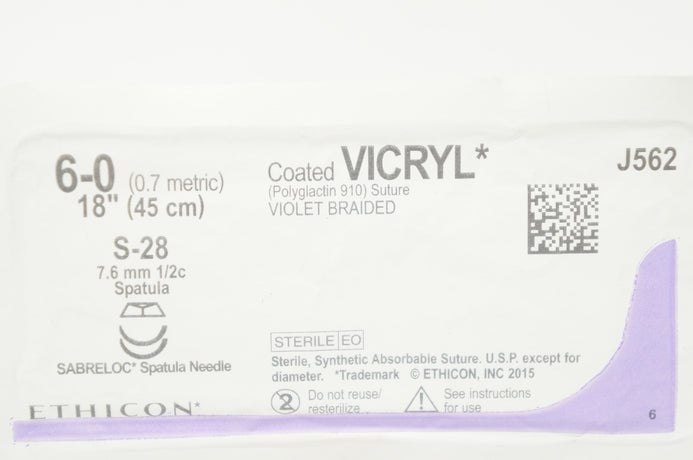 6-0 (0.7 metric)
18" (45 cm)
S-28
7.6 mm 1/2c
Spatula
SABRELOC* Spatula Needle
ETHICON*
Coated VICRYL*
(Polyglactin 910) Suture
VIOLET BRAIDED
J562
STERILE EO
Sterile, Synthetic Absorbable Suture. U.S.P. except for
diameter. *Trademark © ETHICON, INC 2015
2 Do not reuse/
resterilize
See instructions
for use
6